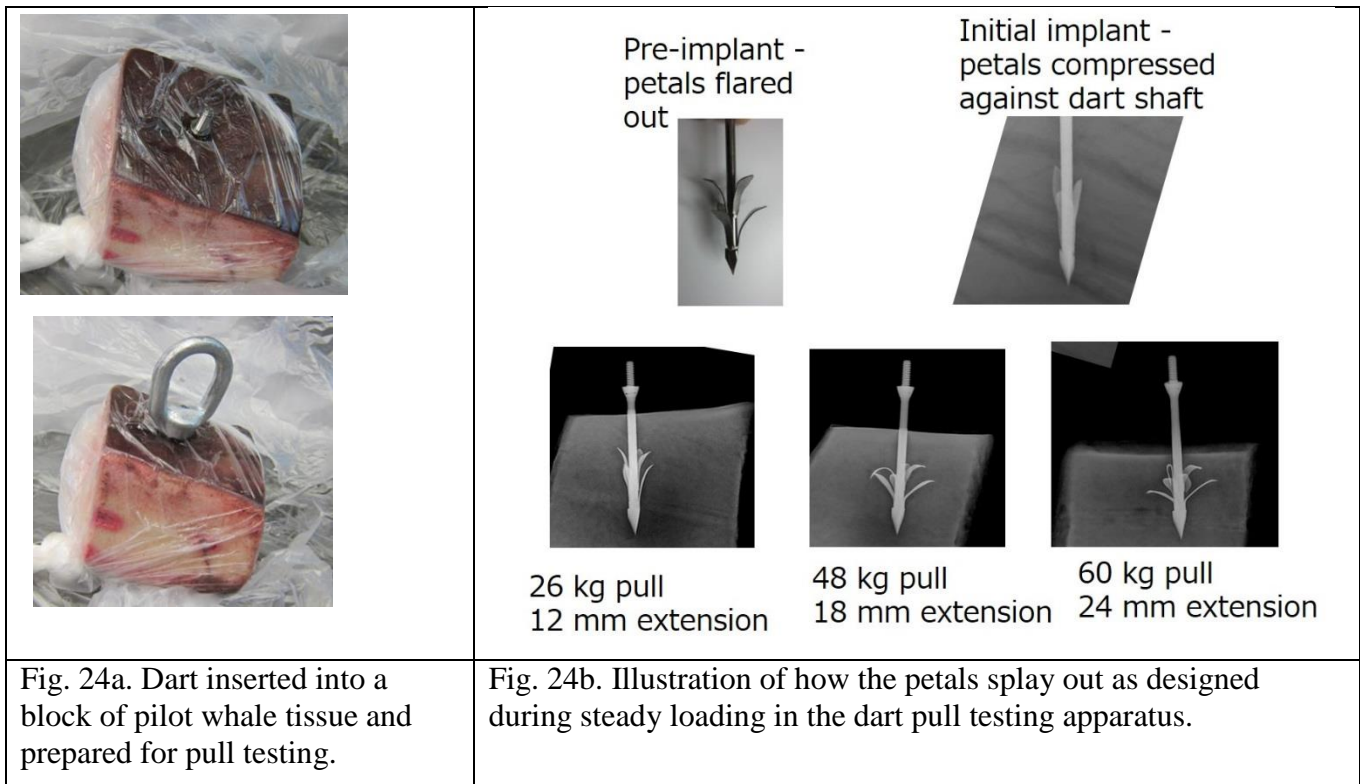 Pre-implant -
petals flared
out
Initial implant -
petals compressed
against dart shaft
26 kg pull
12 mm extension
48 kg pull
18 mm extension
60 kg pull
24 mm extension
Fig. 24a. Dart inserted into a
block of pilot whale tissue and
prepared for pull testing.
Fig. 24b. Illustration of how the petals splay out as designed
during steady loading in the dart pull testing apparatus.